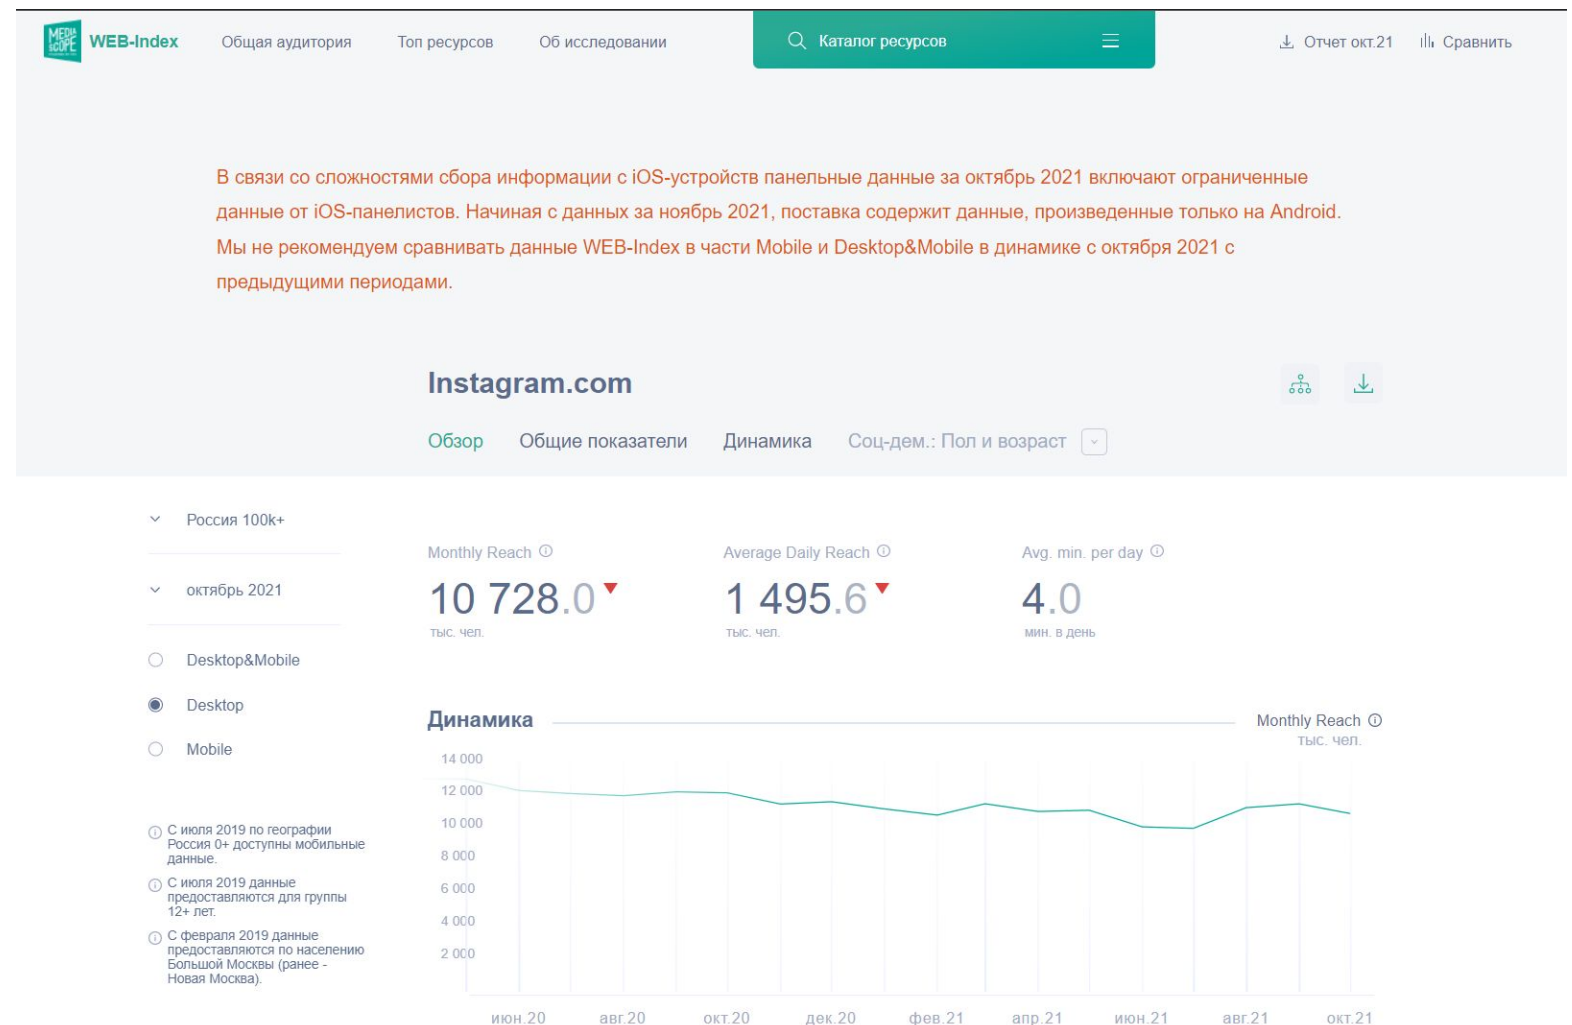 MEDIA
SCOPE
WEB-Index
Общая аудитория
Топ ресурсов
Об исследовании
Каталог ресурсов
Отчет окт.21
Сравнить
В связи со сложностями сбора информации с iOS-устройств панельные данные за октябрь 2021 включают ограниченные
данные от iOS-панелистов. Начиная с данных за ноябрь 2021, поставка содержит данные, произведенные только на Android.
Мы не рекомендуем сравнивать данные WEB-Index в части Mobile и Desktop&Mobile в динамике с октября 2021 с
предыдущими периодами.
Instagram.com
Обзор
Общие показатели
Динамика
Соц-дем.: Пол и возраст
Россия 100k+
октябрь 2021
Desktop&Mobile
Desktop
Mobile
С июля 2019 по географии
Россия 0+ доступны мобильные
данные.
С июля 2019 данные
предоставляются для группы
12+ лет.
С февраля 2019 данные
предоставляются по населению
Большой Москвы (ранее -
Новая Москва).
Monthly Reach
10 728.0
тыс. чел.
Average Daily Reach
1 495.6
тыс. чел.
Avg. min. per day
4.0
мин. в день
Динамика
Monthly Reach
тыс. чел.
14 000
12 000
10 000
8 000
6 000
4 000
2 000
июн.20
авг.20
окт.20
дек.20
фев.21
апр.21
июн.21
авг.21
окт.21